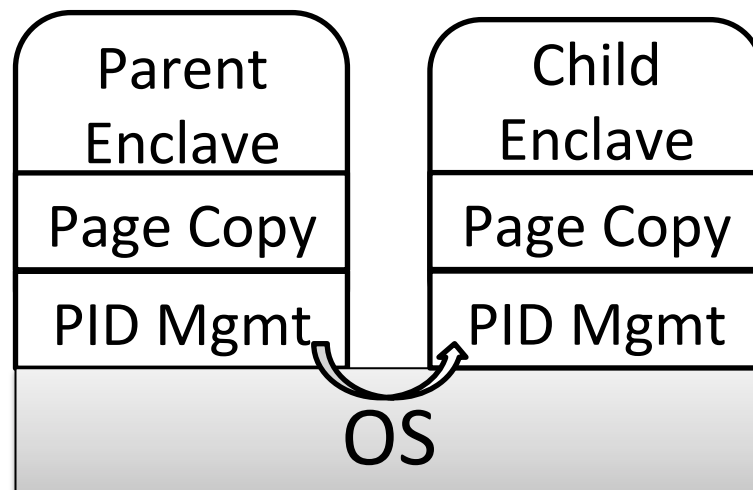 Parent
Enclave
Page Copy
PID Mgmt
Child
Enclave
Page Copy
PID Mgmt
OS